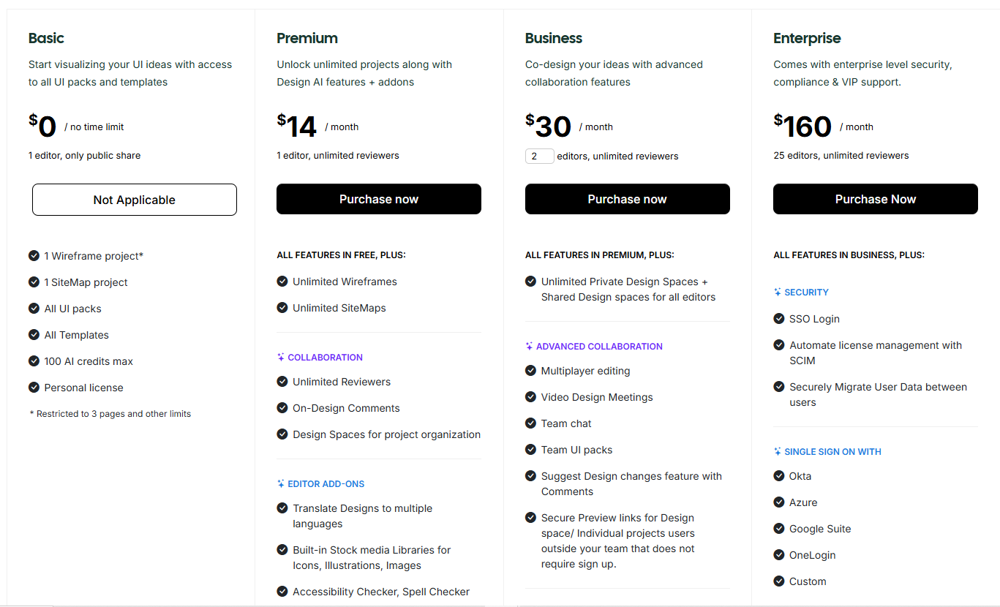 Basic
Start visualizing your UI ideas with access
to all UI packs and templates
$0 / no time limit
1 editor, only public share
Not Applicable
1 Wireframe project*
1 SiteMap project
All UI packs
All Templates
100 AI credits max
Personal license
* Restricted to 3 pages and other limits
Premium
Unlock unlimited projects along with
Design AI features + addons
$14 / month
1 editor, unlimited reviewers
Purchase now
ALL FEATURES IN FREE, PLUS:
Unlimited Wireframes
Unlimited SiteMaps
COLLABORATION
Unlimited Reviewers
On-Design Comments
Design Spaces for project organization
EDITOR ADD-ONS
Translate Designs to multiple
languages
Built-in Stock media Libraries for
Icons, Illustrations, Images
Accessibility Checker, Spell Checker
Business
Co-design your ideas with advanced
collaboration features
$30 / month
2 editors, unlimited reviewers
Purchase now
ALL FEATURES IN PREMIUM, PLUS:
Unlimited Private Design Spaces +
Shared Design spaces for all editors
ADVANCED COLLABORATION
Multiplayer editing
Video Design Meetings
Team chat
Team UI packs
Suggest Design changes feature with
Comments
Secure Preview links for Design
space/ Individual projects users
outside your team that does not
require sign up.
Enterprise
Comes with enterprise level security,
compliance & VIP support.
$160 / month
25 editors, unlimited reviewers
Purchase Now
ALL FEATURES IN BUSINESS, PLUS:
SECURITY
SSO Login
Automate license management with
SCIM
Securely Migrate User Data between
users
SINGLE SIGN ON WITH
Okta
Azure
Google Suite
OneLogin
Custom